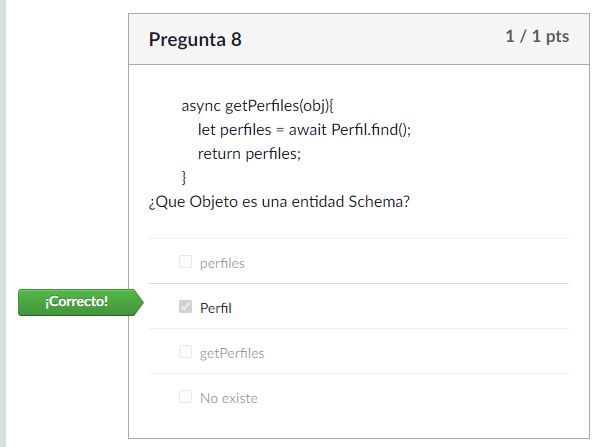 Pregunta 8
1 / 1 pts
async getPerfiles(obj){
let perfiles = await Perfil.find();
return perfiles;
}
¿Que Objeto es una entidad Schema?
perfiles
¡Correcto!
Perfil
getPerfiles
No existe